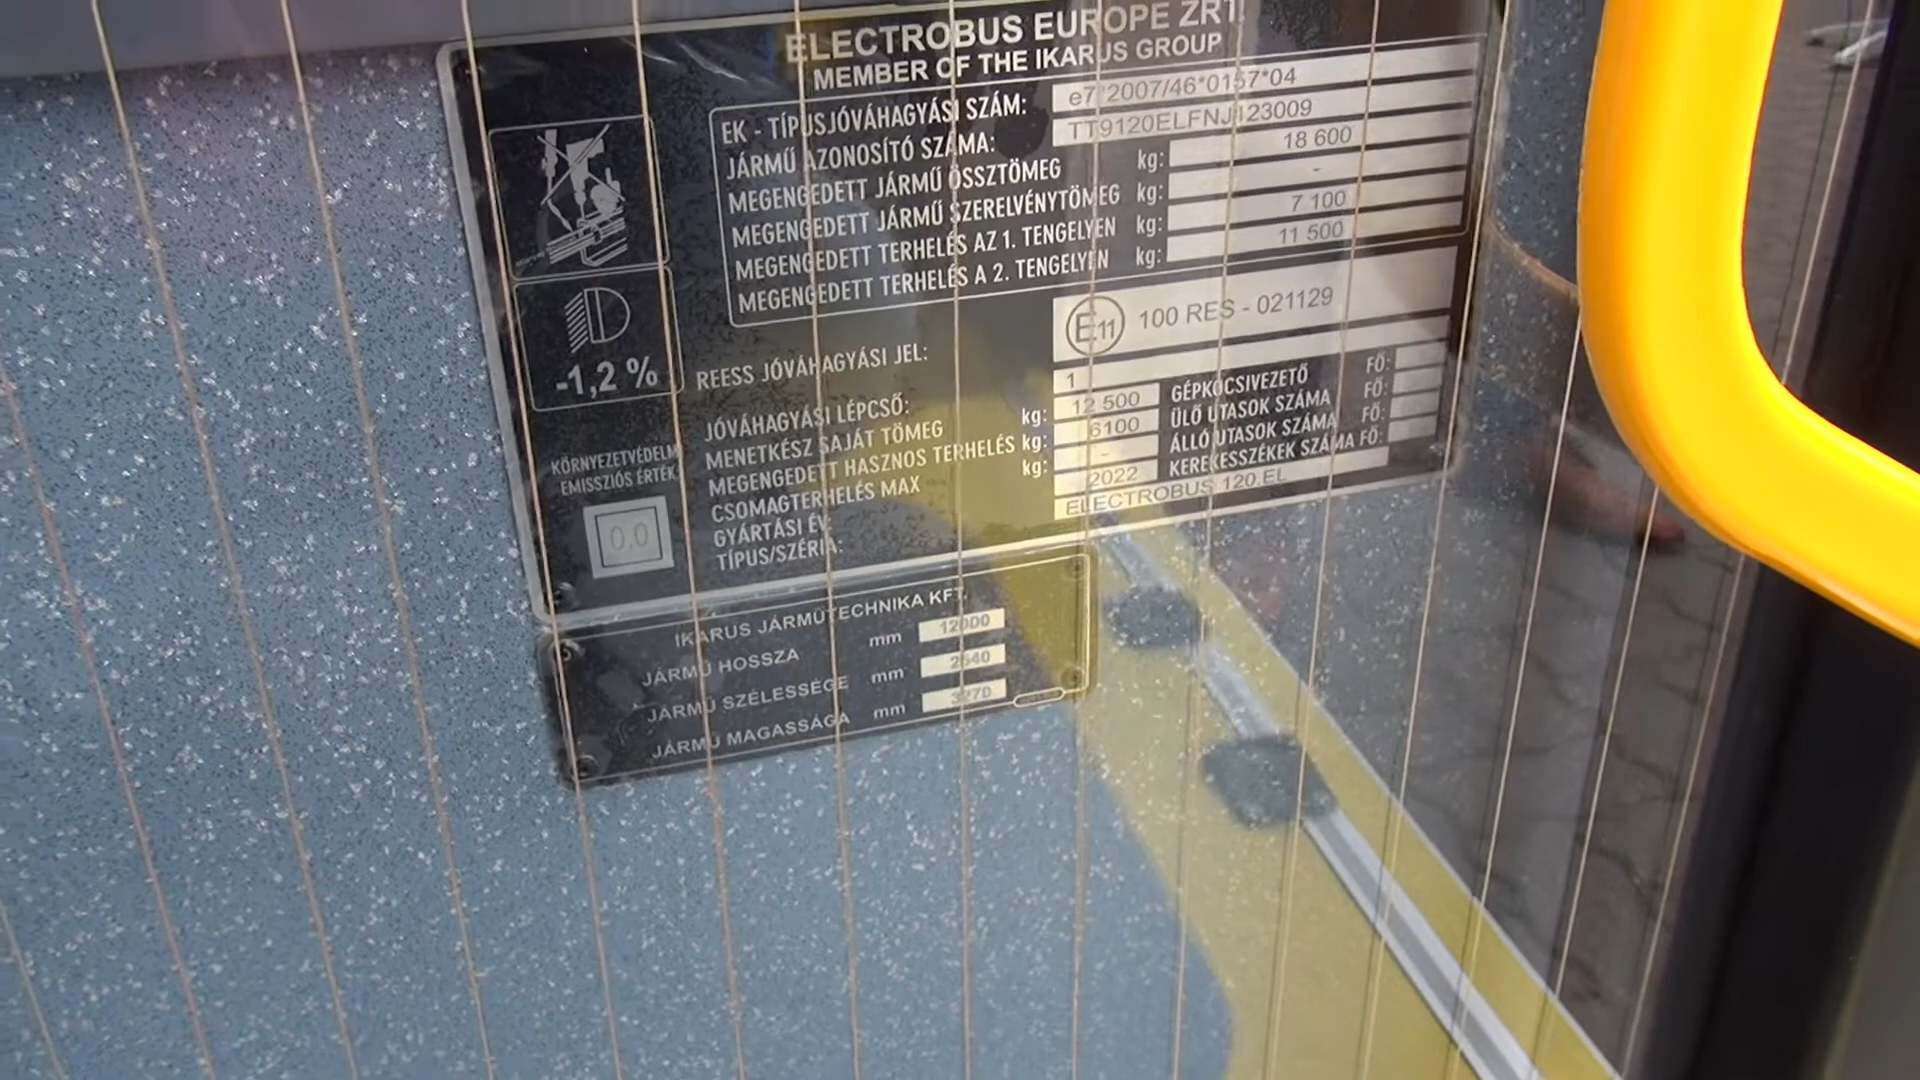 ELECTROBUS EUROPE ZRT.
MEMBER OF THE IKARUS GROUP
EK - TÍPUSJÓVÁHAGYÁSI SZÁM: e7*2007/46*0157*04
JÁRMŰ AZONOSÍTÓ SZÁMA: TT9120ELFNJ123009
MEGENGEDETT JÁRMŰ ÖSSZTÖMEG kg: 18 600
MEGENGEDETT JÁRMŰ SZERELVÉNYTÖMEG kg: -
MEGENGEDETT TERHELÉS AZ 1. TENGELYEN kg: 7 100
MEGENGEDETT TERHELÉS A 2. TENGELYEN kg: 11 500
-1,2 %
REESS JÓVÁHAGYÁSI JEL: E11 100 RES - 021129
JÓVÁHAGYÁSI LÉPCSŐ: 1
MENETKÉSZ SAJÁT TÖMEG kg: 12 500
MEGENGEDETT HASZNOS TERHELÉS kg: 6100
CSOMAGTERHELÉS MAX kg: -
GYÁRTÁSI ÉV: 2022
TÍPUS/SZÉRIA: ELECTROBUS 120.EL
GÉPKOCSIVEZETŐ FŐ:
ÜLŐ UTASOK SZÁMA FŐ:
ÁLLÓ UTASOK SZÁMA FŐ:
KEREKESSZÉKEK SZÁMA FŐ:
KÖRNYEZETVÉDELMI
EMISSZIÓS ÉRTÉK
0.0
IKARUS JÁRMŰTECHNIKA KFT.
JÁRMŰ HOSSZA mm 12000
JÁRMŰ SZÉLESSÉGE mm 2540
JÁRMŰ MAGASSÁGA mm 3270